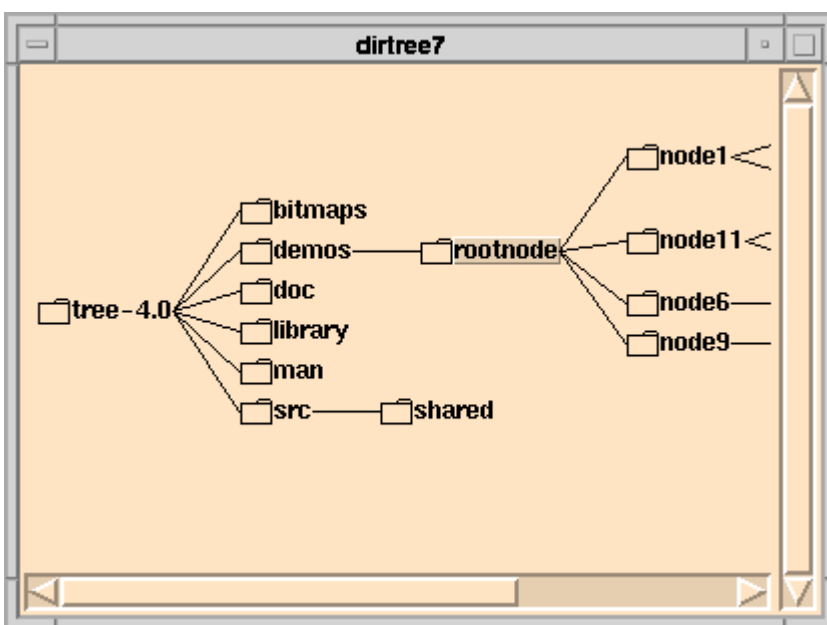 dirtree7
node1
bitmaps
demos
rootnode
node11
doc
tree-4.0
node6
library
node9
man
src
shared